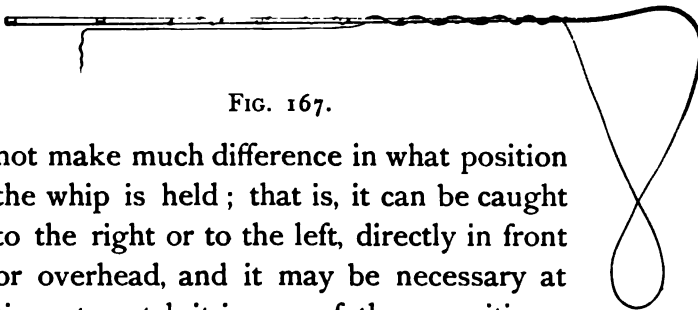 FIG. 167.
not make much difference in what position
the whip is held ; that is, it can be caught
to the right or to the left, directly in front
or overhead, and it may be necessary at